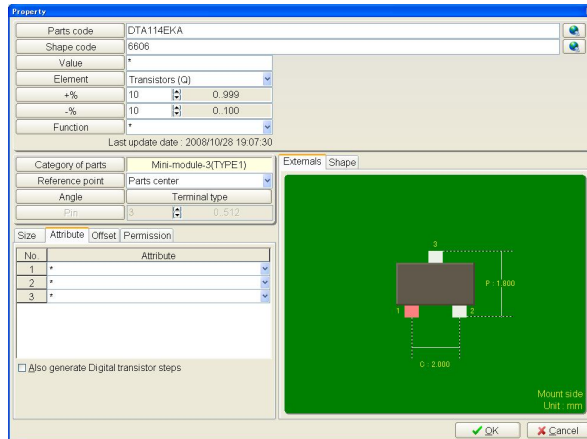 Property
Parts code DTA114EKA
Shape code 6606
Value *
Element Transistors (Q)
+% 10 0..999
-% 10 0..100
Function *
Last update date : 2008/10/28 19:07:30
Category of parts Mini-module-3(TYPE1)
Reference point Parts center
Angle Terminal type
Pin 3 0..512
Size Attribute Offset Permission
No. Attribute
1 *
2 *
3 *
Also generate Digital transistor steps
Externals Shape
3
P : 1.800
1 2
C : 2.000
Mount side
Unit : mm
OK Cancel